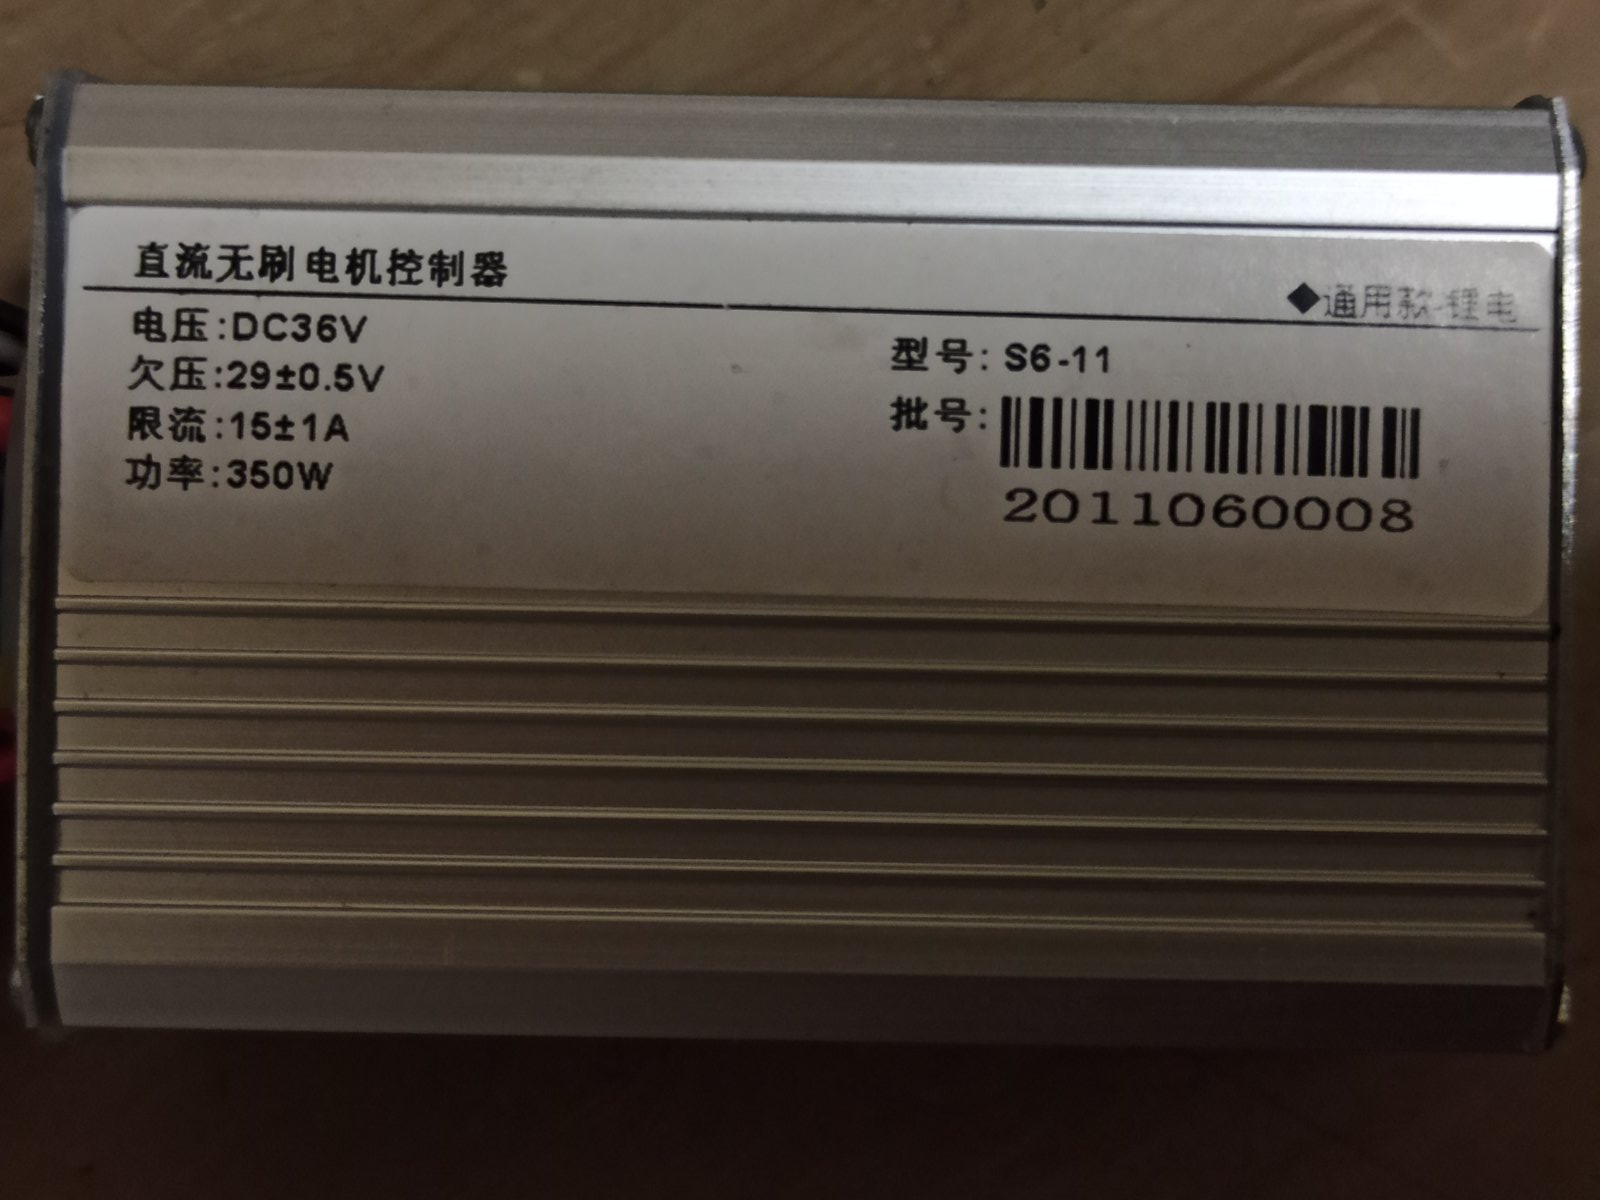 直流无刷电机控制器
◆通用款·锂电
电压:DC36V
欠压:29±0.5V
限流:15±1A
功率:350W
型号: S6-11
批号:
2011060008